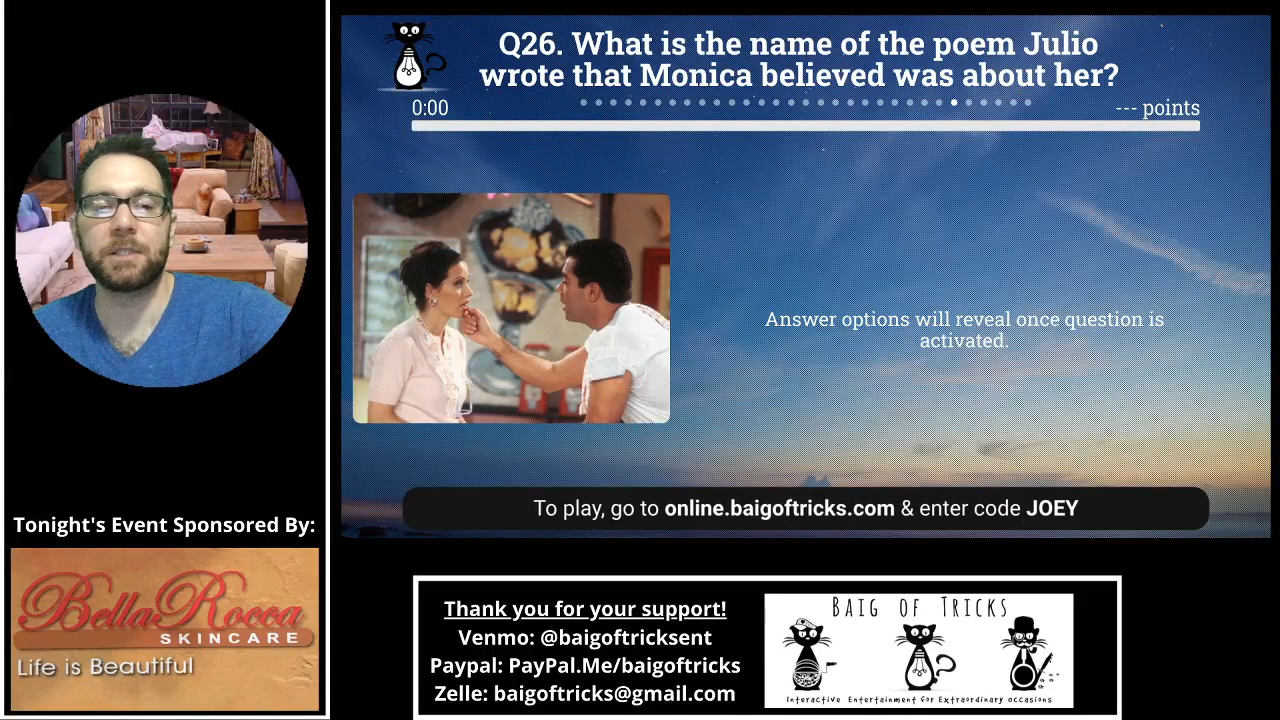 Q26. What is the name of the poem Julio
wrote that Monica believed was about her?
0:00
--- points
Answer options will reveal once question is
activated.
To play, go to online.baigoftricks.com & enter code JOEY
Tonight's Event Sponsored By:
BellaRocca
SKINCARE
Life is Beautiful
Thank you for your support!
Venmo: @baigoftricksent
Paypal: PayPal.Me/baigoftricks
Zelle: baigoftricks@gmail.com
BAIG OF TRICKS
Interactive Entertainment for Extraordinary occasions